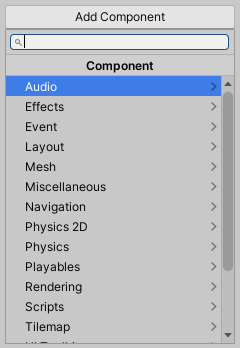 Add Component
Component
Audio
Effects
Event
Layout
Mesh
Miscellaneous
Navigation
Physics 2D
Physics
Playables
Rendering
Scripts
Tilemap